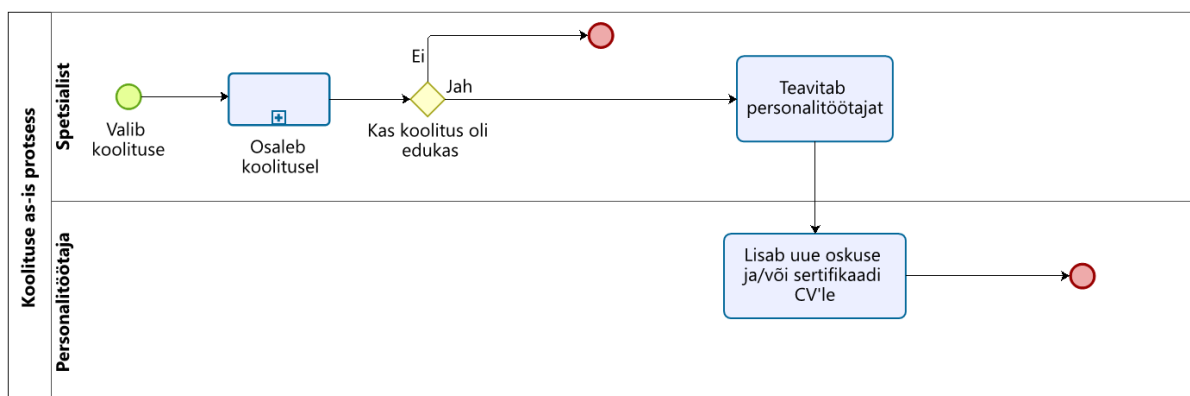 Koolituse as-is protsess
Spetsialist
Valib
koolituse
Osaleb
koolitusel
Ei
Jah
Kas koolitus oli
edukas
Teavitab
personalitöötajat
Personalitöötaja
Lisab uue oskuse
ja/või sertifikaadi
CV'le